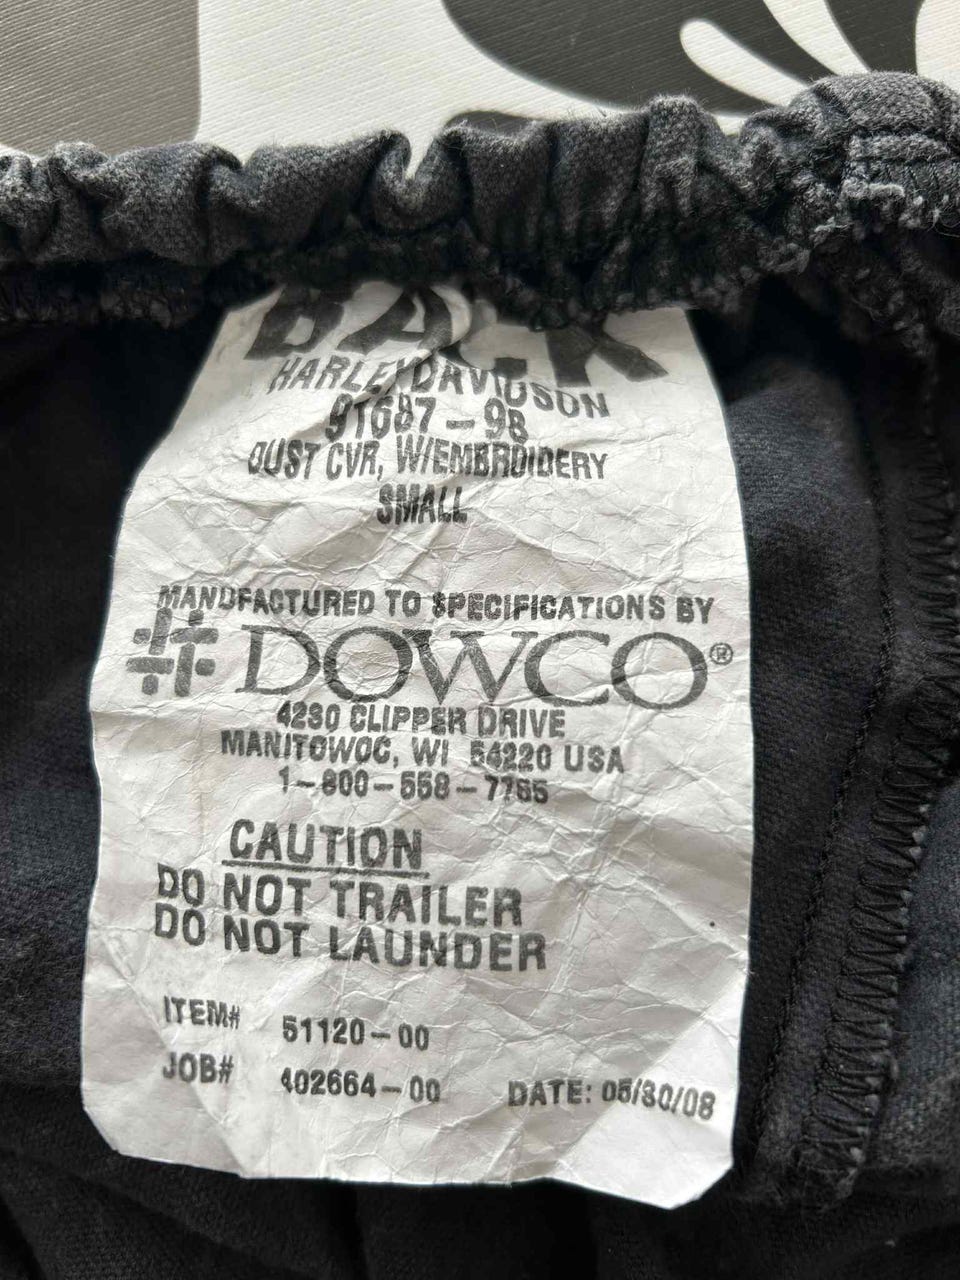 BACK
HARLEY DAVIDSON
91687-98
DUST CVR, W/EMBROIDERY
SMALL
MANUFACTURED TO SPECIFICATIONS BY
DOWCO®
4230 CLIPPER DRIVE
MANITOWOC, WI 54220 USA
1-800-558-7755
CAUTION
DO NOT TRAILER
DO NOT LAUNDER
ITEM# 51120-00
JOB# 402664-00 DATE: 05/30/08